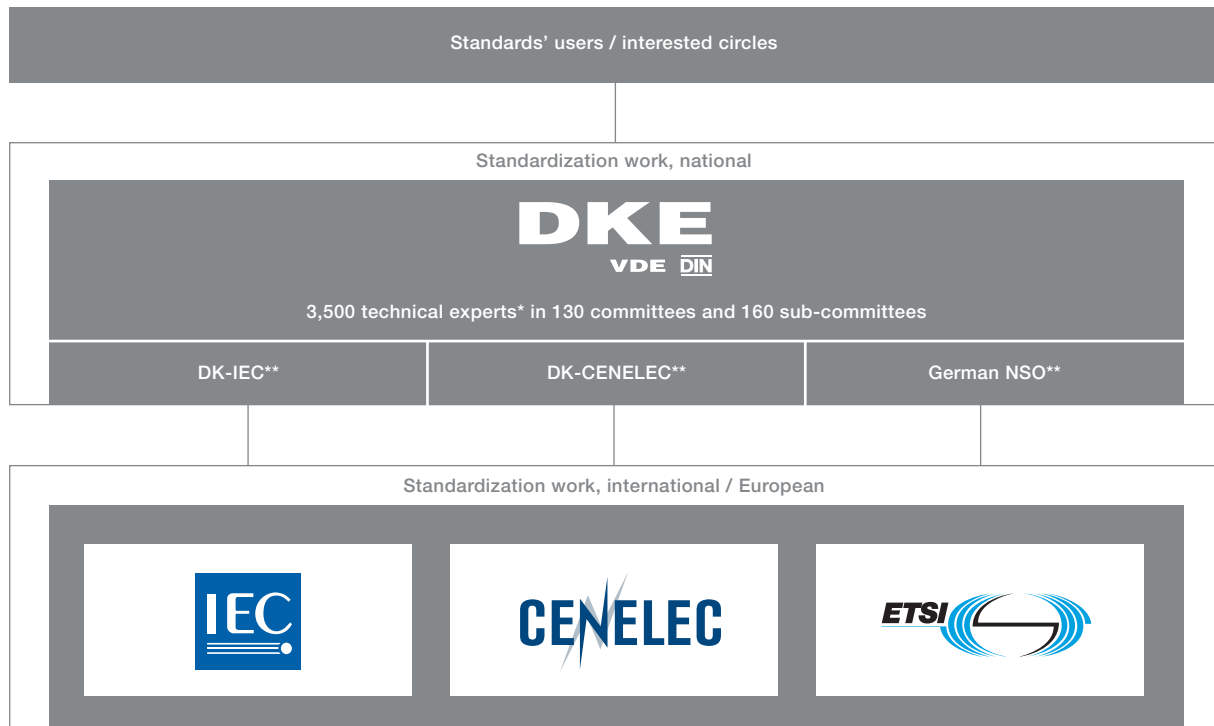 Standards’ users / interested circles
Standardization work, national
DKE
VDE DIN
3,500 technical experts* in 130 committees and 160 sub-committees
DK-IEC**
DK-CENELEC**
German NSO**
Standardization work, international / European
IEC
CENELEC
ETSI